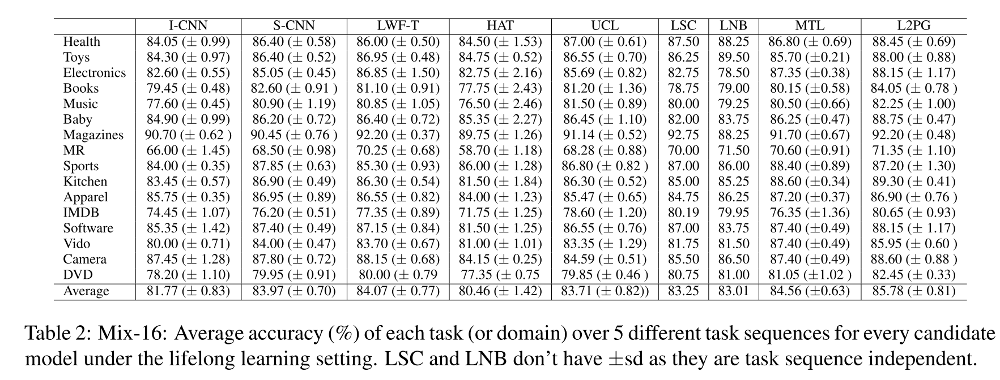 I-CNN S-CNN LWF-T HAT UCL LSC LNB MTL L2PG
Health 84.05 (± 0.99) 86.40 (± 0.58) 86.00 (± 0.50) 84.50 (± 1.53) 87.00 (± 0.61) 87.50 88.25 86.80 (± 0.69) 88.45 (± 0.69)
Toys 84.30 (± 0.97) 86.40 (± 0.52) 86.95 (± 0.48) 84.75 (± 0.52) 86.55 (± 0.70) 86.25 89.50 85.70 (±0.21) 88.00 (± 0.88)
Electronics 82.60 (± 0.55) 85.05 (± 0.45) 86.85 (± 1.50) 82.75 (± 2.16) 85.69 (± 0.82) 82.75 78.50 87.35 (±0.38) 88.15 (± 1.17)
Books 79.45 (± 0.48) 82.60 (± 0.91 ) 81.10 (± 0.91) 77.75 (± 2.43) 81.20 (± 1.36) 78.75 79.00 80.15 (±0.58) 84.05 (± 0.78 )
Music 77.60 (± 0.45) 80.90 (± 1.19) 80.85 (± 1.05) 76.50 (± 2.46) 81.50 (± 0.89) 80.00 79.25 80.50 (±0.66) 82.25 (± 1.00)
Baby 84.90 (± 0.99) 86.20 (± 0.72) 86.40 (± 0.72) 85.35 (± 2.27) 86.45 (± 1.10) 82.00 83.75 86.25 (±0.47) 88.75 (± 0.47)
Magazines 90.70 (± 0.62 ) 90.45 (± 0.76 ) 92.20 (± 0.37) 89.75 (± 1.26) 91.14 (± 0.52) 92.75 88.25 91.70 (±0.67) 92.20 (± 0.48)
MR 66.00 (± 1.45) 68.50 (± 0.98) 70.25 (± 0.68) 58.70 (± 1.18) 68.28 (± 0.88) 70.00 71.50 70.60 (±0.91) 71.35 (± 1.10)
Sports 84.00 (± 0.35) 87.85 (± 0.63) 85.30 (± 0.93) 86.00 (± 1.28) 86.80 (± 0.82 ) 87.00 86.00 88.40 (±0.89) 87.20 (± 1.30)
Kitchen 83.45 (± 0.57) 86.90 (± 0.49) 86.30 (± 0.54) 81.50 (± 1.84) 86.30 (± 0.52) 85.00 85.25 88.60 (±0.34) 89.30 (± 0.41)
Apparel 85.75 (± 0.35) 86.95 (± 0.89) 86.55 (± 0.82) 84.00 (± 1.23) 85.47 (± 0.65) 84.75 86.25 87.20 (±0.37) 86.90 (± 0.76 )
IMDB 74.45 (± 1.07) 76.20 (± 0.51) 77.35 (± 0.89) 71.75 (± 1.25) 78.60 (± 1.20) 80.19 79.95 76.35 (±1.36) 80.65 (± 0.93)
Software 85.35 (± 1.42) 87.40 (± 0.49) 87.15 (± 0.84) 81.50 (± 1.25) 86.55 (± 0.76) 87.00 83.75 87.40 (±0.49) 88.15 (± 1.17)
Vido 80.00 (± 0.71) 84.00 (± 0.47) 83.70 (± 0.67) 81.00 (± 1.01) 83.35 (± 1.29) 81.75 81.50 87.40 (±0.49) 85.95 (± 0.60 )
Camera 87.45 (± 1.28) 87.80 (± 0.72) 88.15 (± 0.68) 84.15 (± 0.25) 84.59 (± 0.51) 85.50 86.50 87.40 (±0.49) 88.60 (± 0.88 )
DVD 78.20 (± 1.10) 79.95 (± 0.91) 80.00 (± 0.79 77.35 (± 0.75 79.85 (± 0.46 ) 80.75 81.00 81.05 (±1.02 ) 82.45 (± 0.33)
Average 81.77 (± 0.83) 83.97 (± 0.70) 84.07 (± 0.77) 80.46 (± 1.42) 83.71 (± 0.82)) 83.25 83.01 84.56 (±0.63) 85.78 (± 0.81)
Table 2: Mix-16: Average accuracy (%) of each task (or domain) over 5 different task sequences for every candidate
model under the lifelong learning setting. LSC and LNB don't have ±sd as they are task sequence independent.